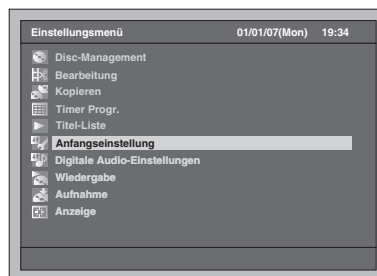 Einstellungsmenü 01/01/07(Mon) 19:34
Disc-Management
Bearbeitung
Kopieren
Timer Progr.
Titel-Liste
Anfangseinstellung
Digitale Audio-Einstellungen
Wiedergabe
Aufnahme
Anzeige